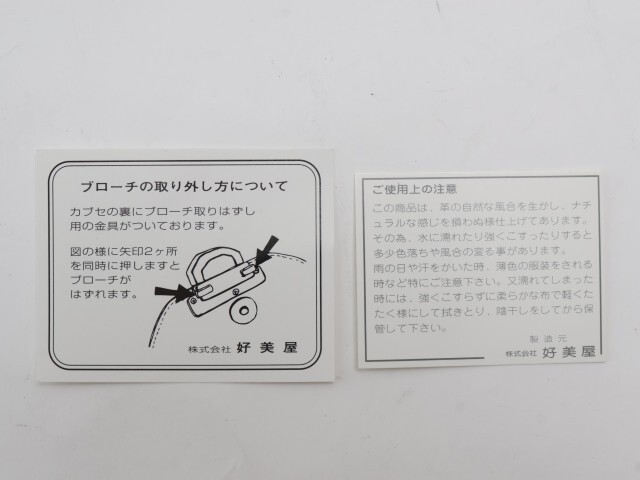 ブローチの取り外し方について
カブセの裏にブローチ取りはずし
用の金具がついております。
図の様に矢印2ヶ所
を同時に押しますと
ブローチが
はずれます。
株式会社 好美屋
ご使用上の注意
この商品は、革の自然な風合を生かし、ナチ
ュラルな感じを損わぬ様仕上げてあります。
その為、水に濡れたり強くこすったりすると
多少色落ちや風合の変る事があります。
雨の日や汗をかいた時、薄色の服装をされる
時など特にご注意下さい。又濡れてしまった
時には、強くこすらずに柔らかな布で軽くた
たく様にして拭きとり、陰干しをしてから保
管して下さい。
製造元
株式会社 好美屋